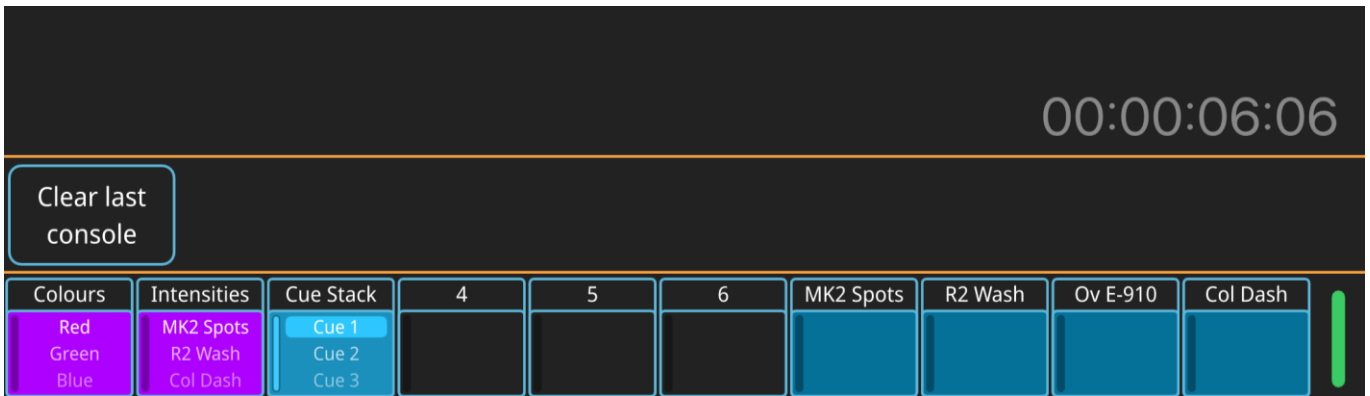 00:00:06:06
Clear last
console
Colours Intensities Cue Stack 4 5 6 MK2 Spots R2 Wash Ov E-910 Col Dash
Red MK2 Spots Cue 1
Green R2 Wash Cue 2
Blue Col Dash Cue 3